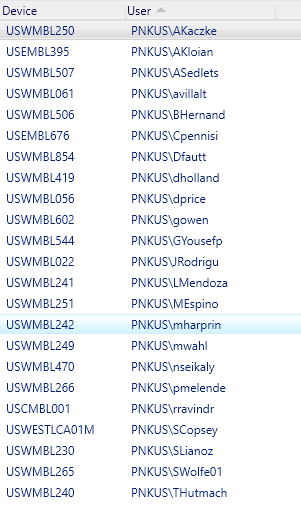 Device User
USWMBL250 PNKUS\AKaczke
USEMBL395 PNKUS\AKloian
USWMBL507 PNKUS\ASedlets
USWMBL061 PNKUS\avillalt
USWMBL506 PNKUS\BHernand
USEMBL676 PNKUS\Cpennisi
USWMBL854 PNKUS\Dfautt
USWMBL419 PNKUS\dholland
USWMBL056 PNKUS\dprice
USWMBL602 PNKUS\gowen
USWMBL544 PNKUS\GYousefp
USWMBL022 PNKUS\JRodrigu
USWMBL241 PNKUS\LMendoza
USWMBL251 PNKUS\MEspino
USWMBL242 PNKUS\mharprin
USWMBL249 PNKUS\mwahl
USWMBL470 PNKUS\nseikaly
USWMBL266 PNKUS\pmelende
USCMBL001 PNKUS\rravindr
USWESTLCA01M PNKUS\SCopsey
USWMBL230 PNKUS\SLianoz
USWMBL265 PNKUS\SWolfe01
USWMBL240 PNKUS\THutmach